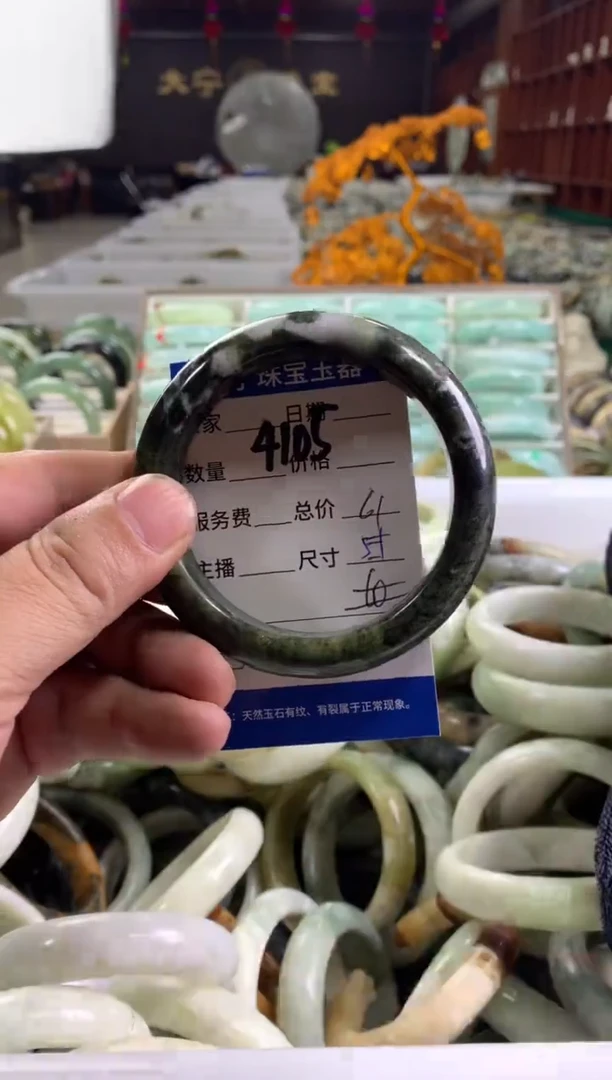 大宁
珠宝玉器
家 日期
4105
数量 价格
服务费 总价 61
主播 尺寸 57
60
：天然玉石有纹、有裂属于正常现象。